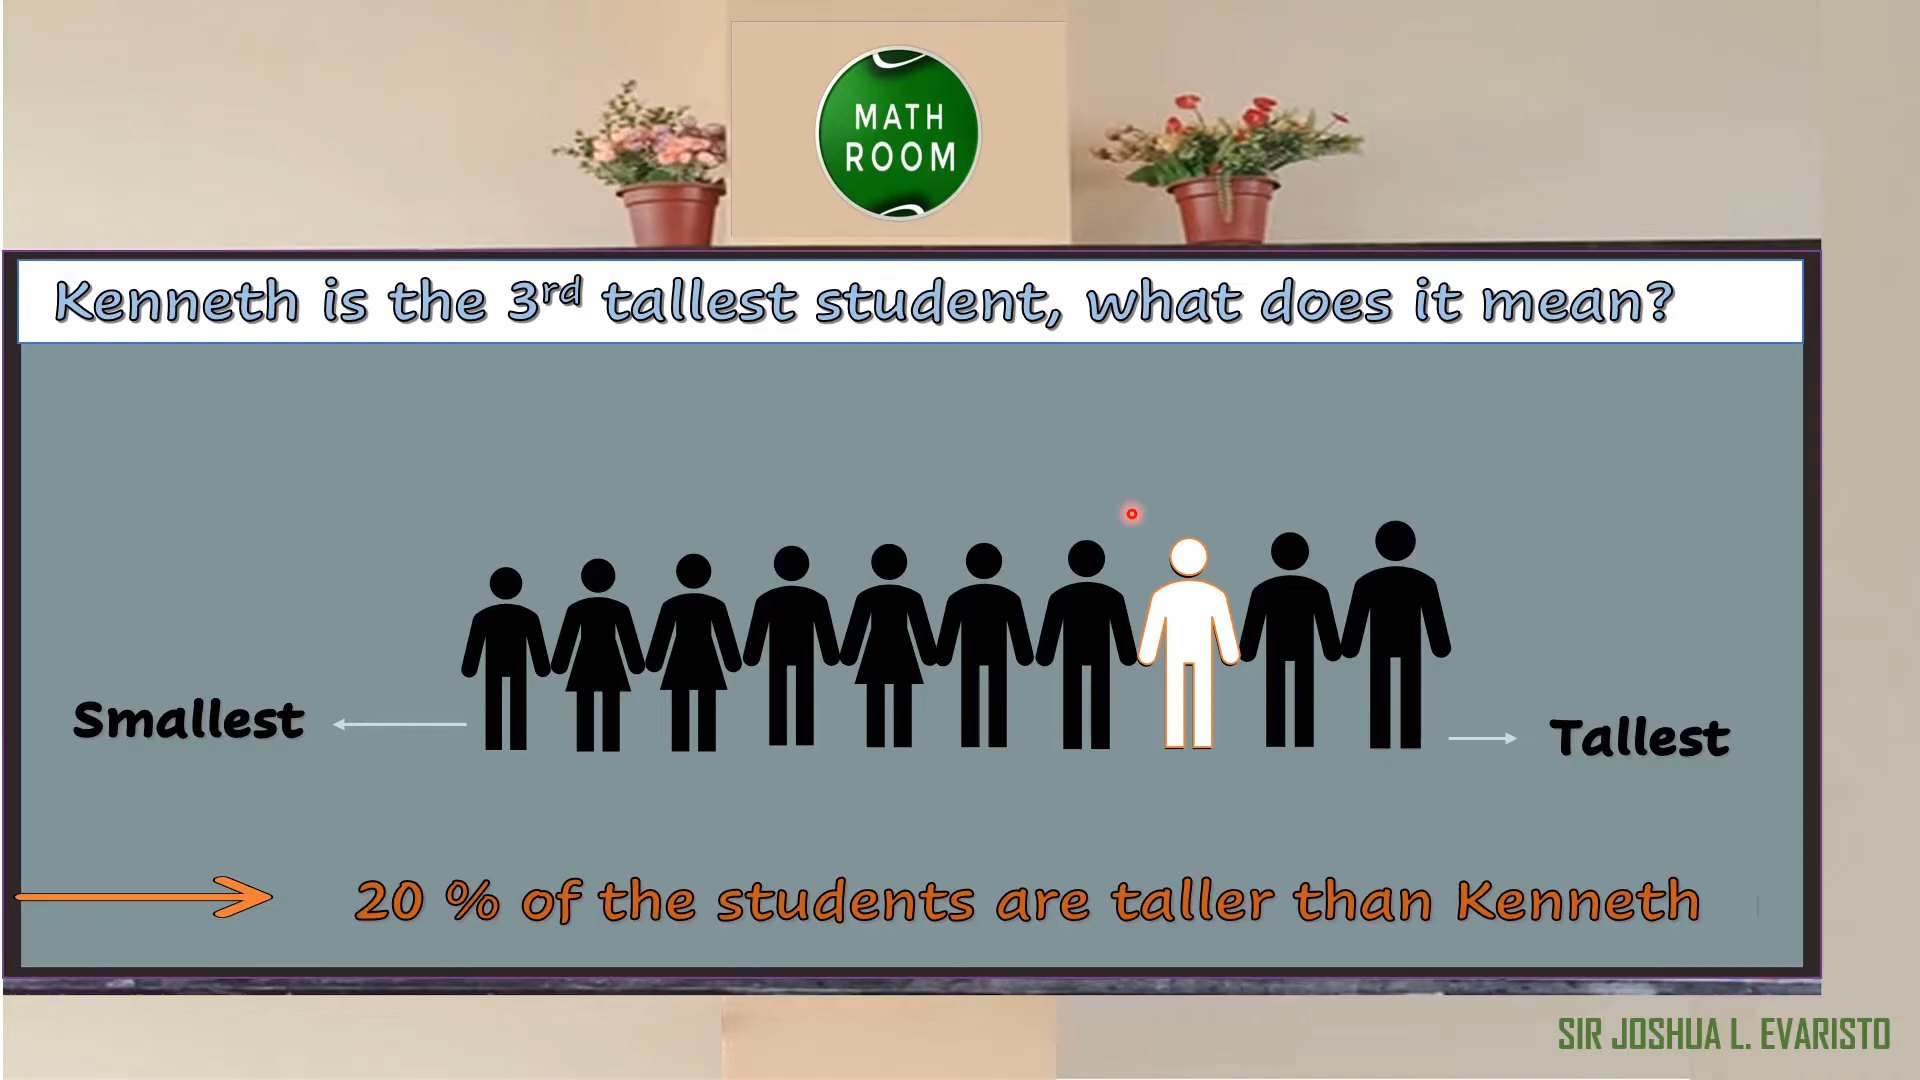 MATH
ROOM
Kenneth is the 3rd tallest student, what does it mean?
Smallest
Tallest
20 % of the students are taller than Kenneth
SIR JOSHUA L. EVARISTO